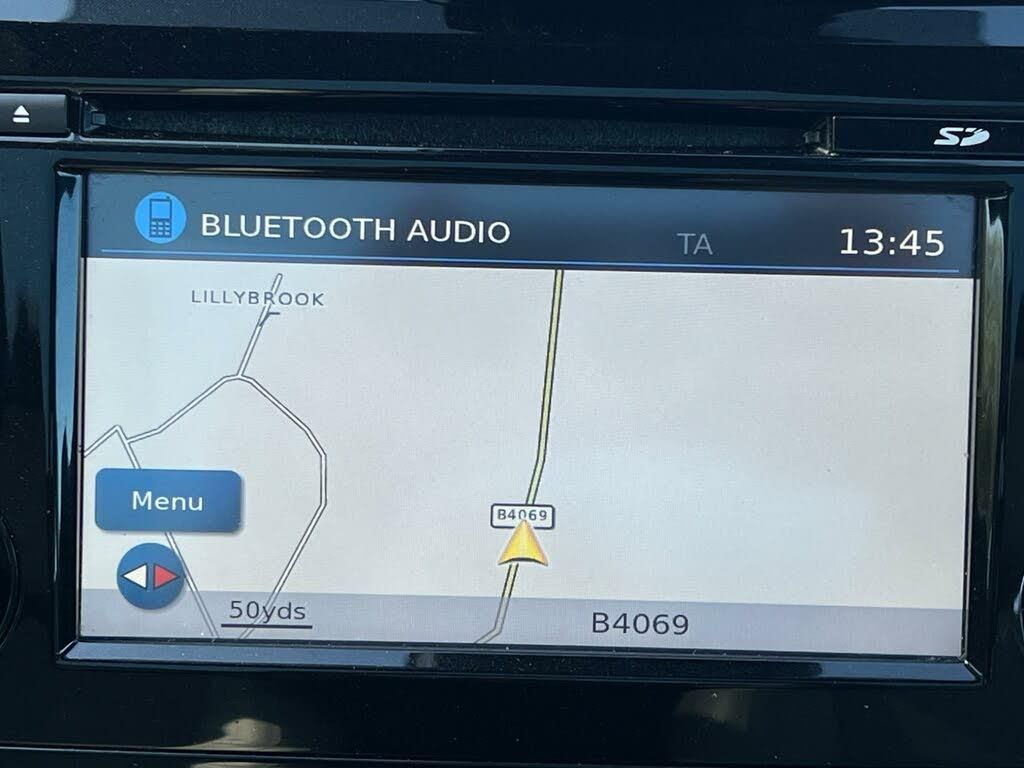 SD
BLUETOOTH AUDIO
TA
13:45
LILLYBROOK
Menu
B4069
50yds
B4069